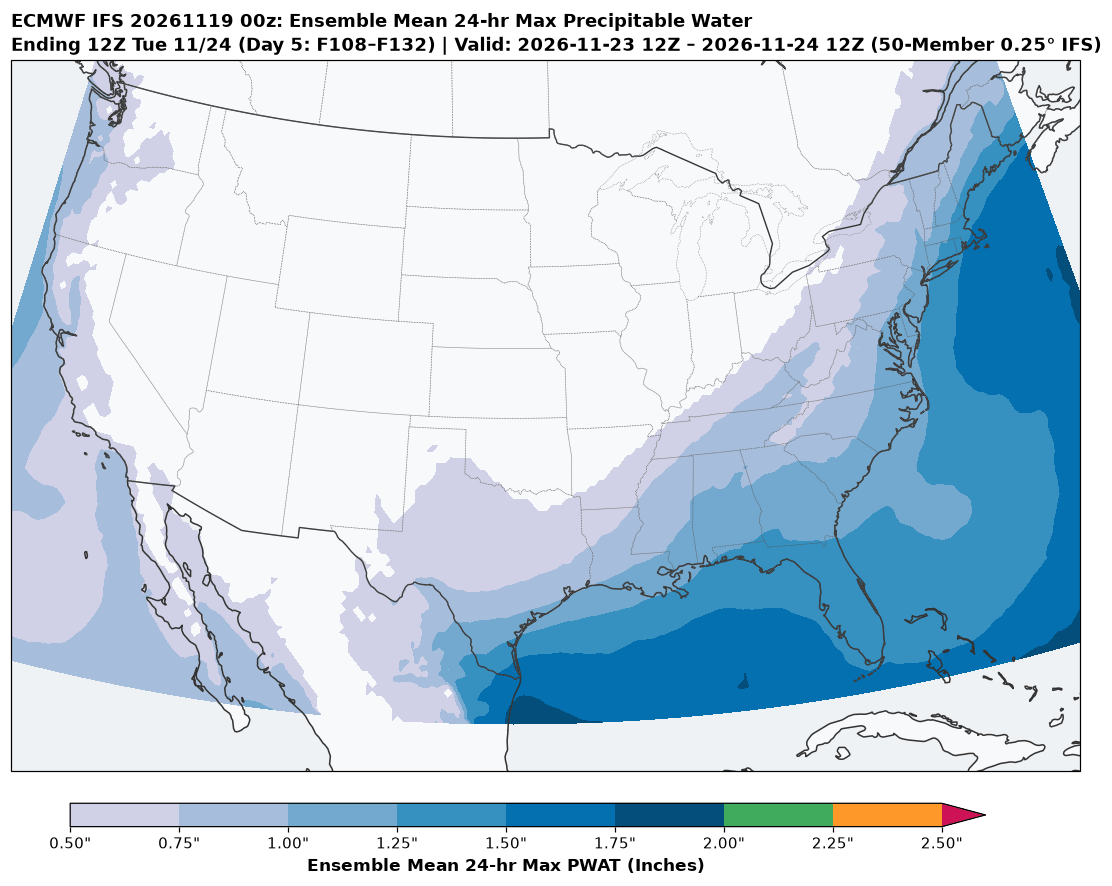 ECMWF IFS 20261119 00z: Ensemble Mean 24-hr Max Precipitable Water
Ending 12Z Tue 11/24 (Day 5: F108–F132) | Valid: 2026-11-23 12Z – 2026-11-24 12Z (50-Member 0.25° IFS)
0.50" 0.75" 1.00" 1.25" 1.50" 1.75" 2.00" 2.25" 2.50"
Ensemble Mean 24-hr Max PWAT (Inches)